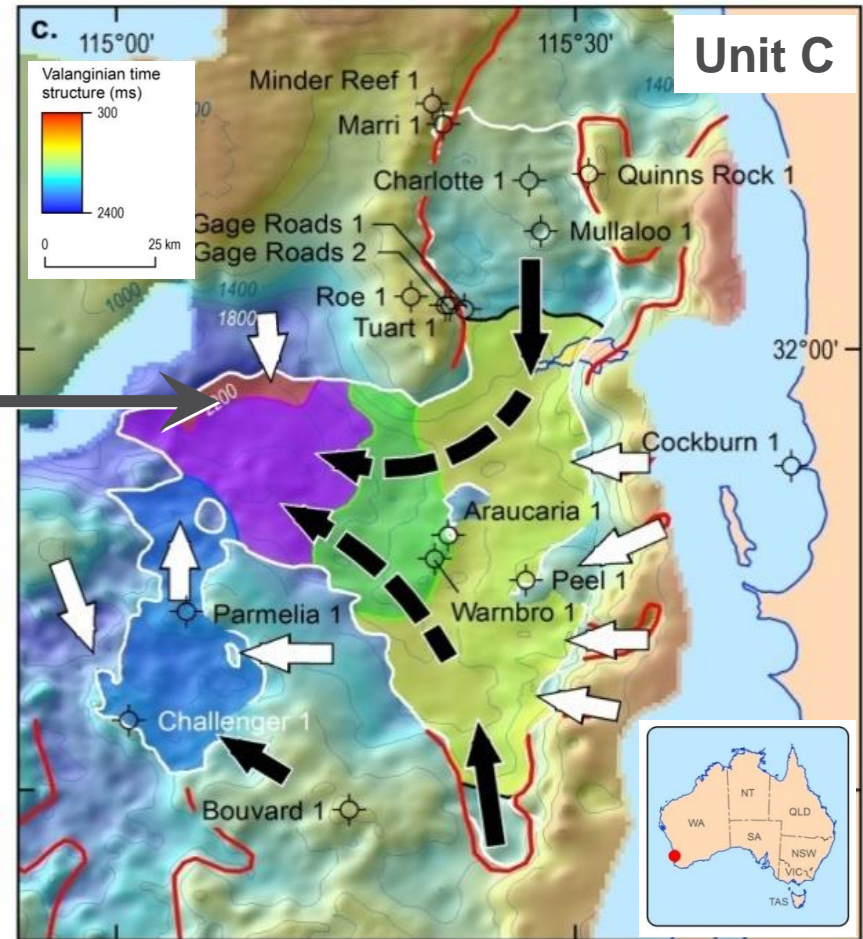 c.
115°00'
115°30'
Unit C
Valanginian time
structure (ms)
300
2400
0
25 km
Minder Reef 1
Marri 1
Charlotte 1
Quinns Rock 1
Mullaloo 1
Gage Roads 1
Gage Roads 2
Roe 1
Tuart 1
1400
1800
1000
2200
32°00'
Cockburn 1
Araucaria 1
Peel 1
Warnbro 1
Parmelia 1
Challenger 1
Bouvard 1
NT
QLD
WA
SA
NSW
VIC
TAS